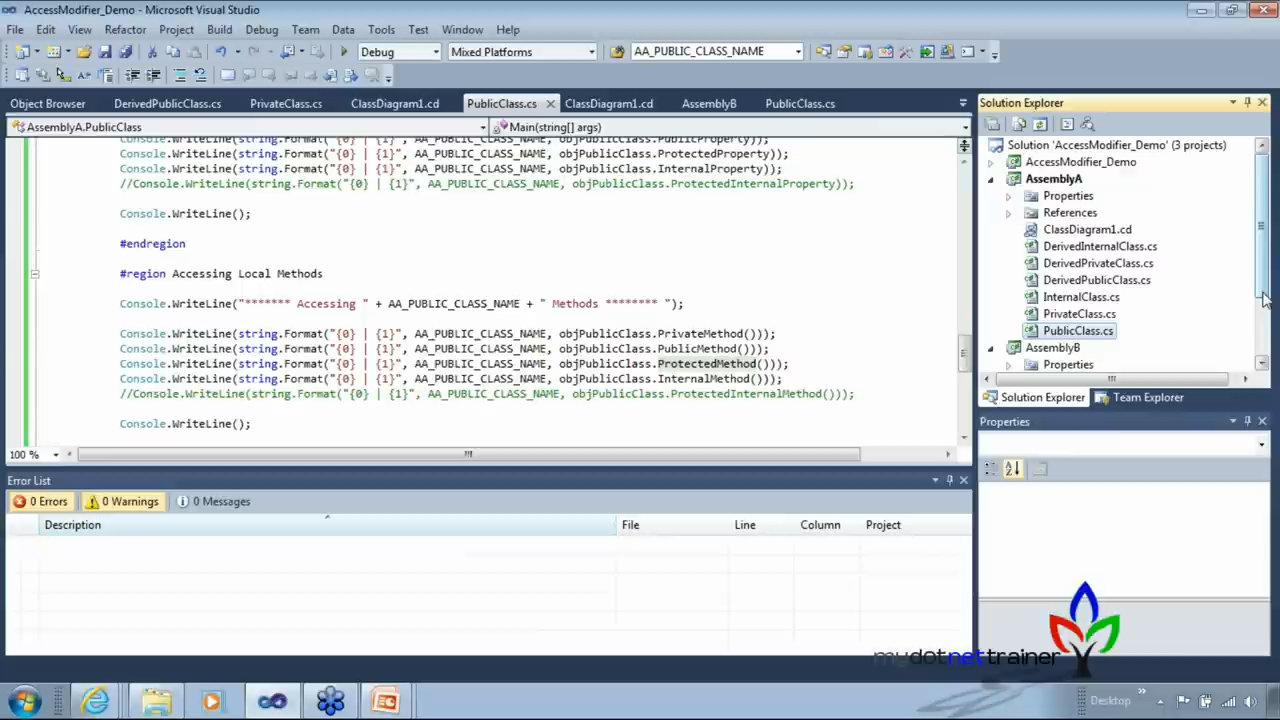 AccessModifier_Demo - Microsoft Visual Studio
File Edit View Refactor Project Build Debug Team Data Tools Test Window Help
Debug Mixed Platforms AA_PUBLIC_CLASS_NAME
Object Browser DerivedPublicClass.cs PrivateClass.cs ClassDiagram1.cd PublicClass.cs ClassDiagram1.cd AssemblyB PublicClass.cs
AssemblyA.PublicClass Main(string[] args)
Console.WriteLine(string.Format("{0} | {1}", AA_PUBLIC_CLASS_NAME, objPublicClass.PublicProperty));
Console.WriteLine(string.Format("{0} | {1}", AA_PUBLIC_CLASS_NAME, objPublicClass.ProtectedProperty));
Console.WriteLine(string.Format("{0} | {1}", AA_PUBLIC_CLASS_NAME, objPublicClass.InternalProperty));
//Console.WriteLine(string.Format("{0} | {1}", AA_PUBLIC_CLASS_NAME, objPublicClass.ProtectedInternalProperty));
Console.WriteLine();
#endregion
#region Accessing Local Methods
Console.WriteLine("******* Accessing " + AA_PUBLIC_CLASS_NAME + " Methods ******** ");
Console.WriteLine(string.Format("{0} | {1}", AA_PUBLIC_CLASS_NAME, objPublicClass.PrivateMethod()));
Console.WriteLine(string.Format("{0} | {1}", AA_PUBLIC_CLASS_NAME, objPublicClass.PublicMethod()));
Console.WriteLine(string.Format("{0} | {1}", AA_PUBLIC_CLASS_NAME, objPublicClass.ProtectedMethod()));
Console.WriteLine(string.Format("{0} | {1}", AA_PUBLIC_CLASS_NAME, objPublicClass.InternalMethod()));
//Console.WriteLine(string.Format("{0} | {1}", AA_PUBLIC_CLASS_NAME, objPublicClass.ProtectedInternalMethod()));
Console.WriteLine();
100 %
Error List
0 Errors 0 Warnings 0 Messages
Description File Line Column Project
Solution Explorer
Solution 'AccessModifier_Demo' (3 projects)
AccessModifier_Demo
AssemblyA
Properties
References
ClassDiagram1.cd
DerivedInternalClass.cs
DerivedPrivateClass.cs
DerivedPublicClass.cs
InternalClass.cs
PrivateClass.cs
PublicClass.cs
AssemblyB
Properties
Solution Explorer Team Explorer
Properties
mydotnettrainer
Desktop